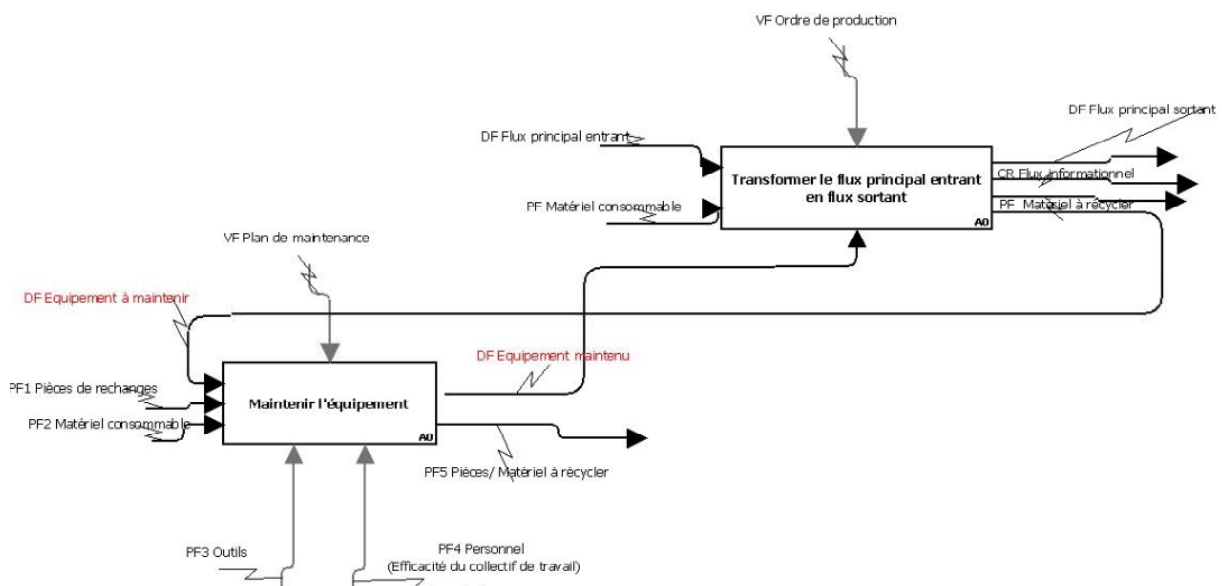 VF Ordre de production
DF Flux principal sortant
DF Flux principal entrant
Transformer le flux principal entrant
en flux sortant
CR Flux informationnel
PF Matériel consommable
PF Matériel à récycler
A0
VF Plan de maintenance
DF Equipement à maintenir
DF Equipement maintenu
PF1 Pièces de rechanges
Maintenir l'équipement
PF2 Matériel consommable
A0
PF5 Pièces/ Matériel à récycler
PF3 Outils
PF4 Personnel
(Efficacité du collectif de travail)